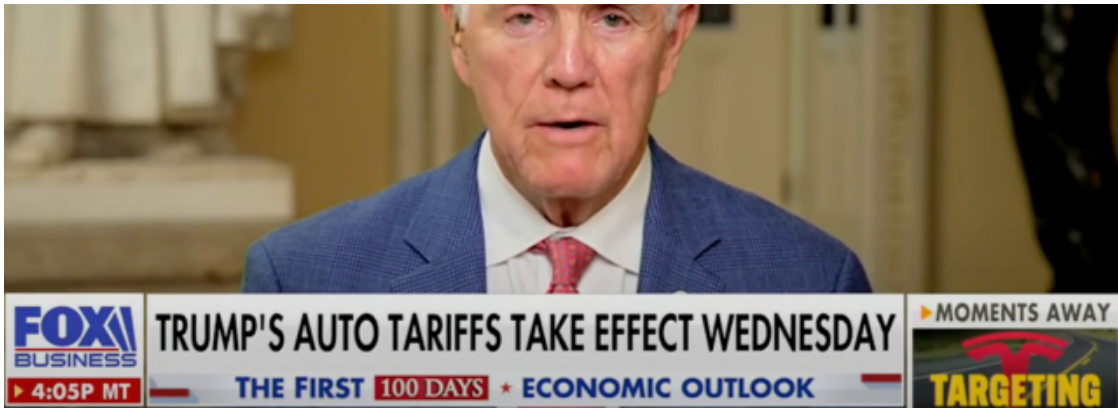 FOX
BUSINESS
4:05P MT
TRUMP'S AUTO TARIFFS TAKE EFFECT WEDNESDAY
THE FIRST 100 DAYS ECONOMIC OUTLOOK
MOMENTS AWAY
TARGETING